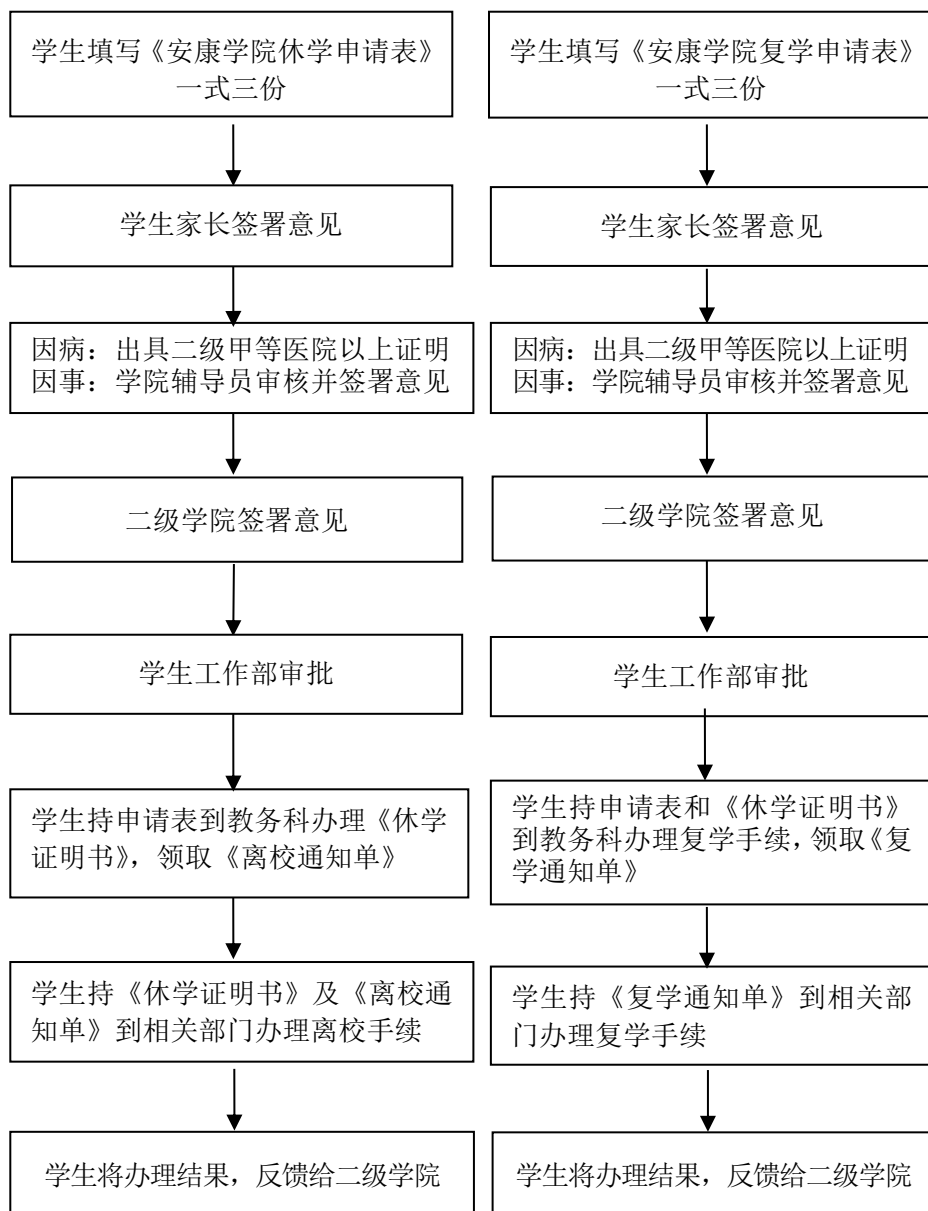 学生填写《安康学院休学申请表》
一式三份
学生家长签署意见
因病：出具二级甲等医院以上证明
因事：学院辅导员审核并签署意见
二级学院签署意见
学生工作部审批
学生持申请表到教务科办理《休学
证明书》，领取《离校通知单》
学生持《休学证明书》及《离校通
知单》到相关部门办理离校手续
学生将办理结果，反馈给二级学院
学生填写《安康学院复学申请表》
一式三份
学生家长签署意见
因病：出具二级甲等医院以上证明
因事：学院辅导员审核并签署意见
二级学院签署意见
学生工作部审批
学生持申请表和《休学证明书》
到教务科办理复学手续，领取《复
学通知单》
学生持《复学通知单》到相关部
门办理复学手续
学生将办理结果，反馈给二级学院